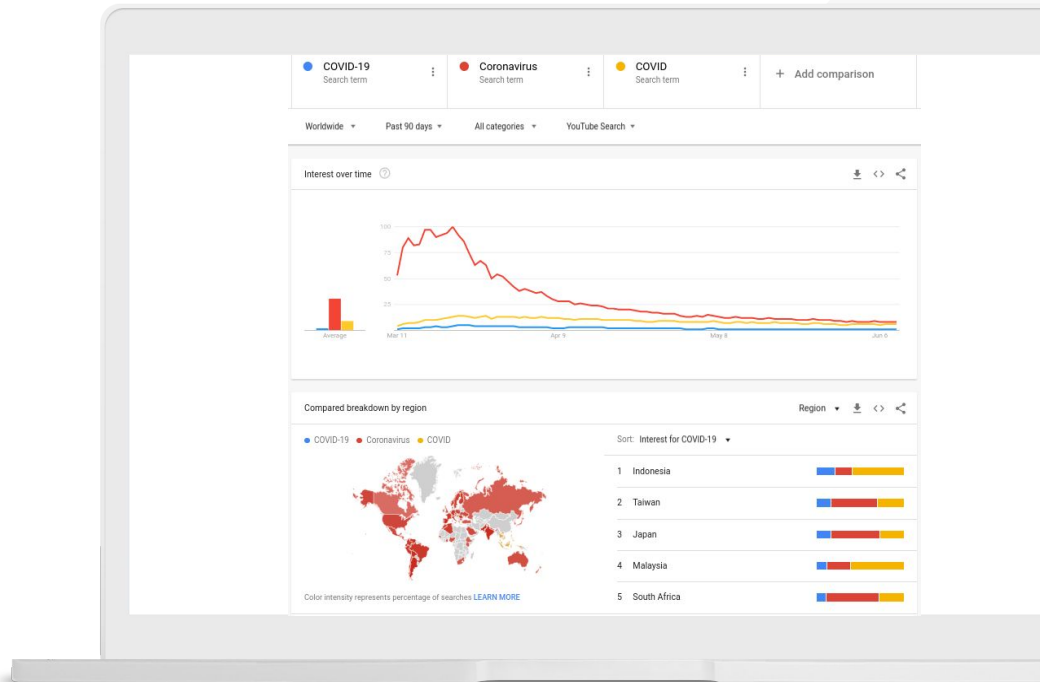 COVID-19
Search term
Coronavirus
Search term
COVID
Search term
+ Add comparison
Worldwide
Past 90 days
All categories
YouTube Search
Interest over time
100
75
50
25
Average
Mar 11
Apr 9
May 8
Jun 6
Compared breakdown by region
Region
COVID-19 Coronavirus COVID
Sort: Interest for COVID-19
1 Indonesia
2 Taiwan
3 Japan
4 Malaysia
5 South Africa
Color intensity represents percentage of searches LEARN MORE